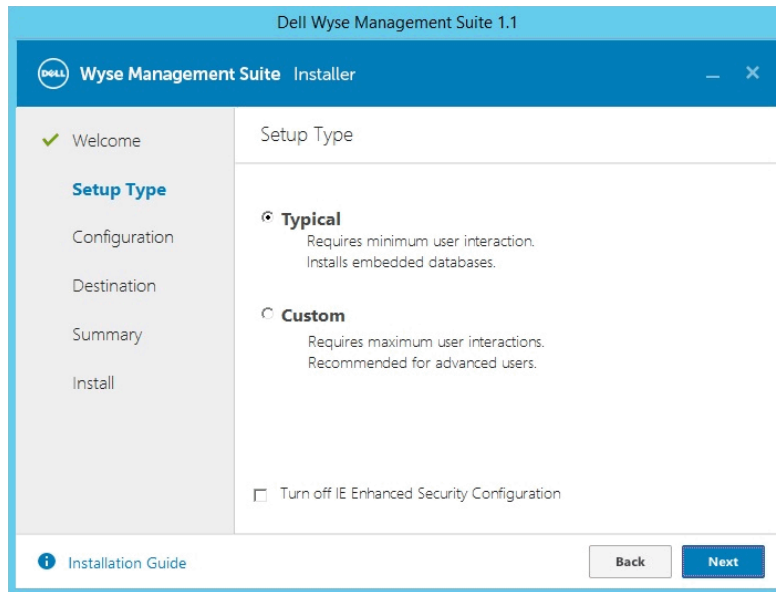 Dell Wyse Management Suite 1.1
DELL Wyse Management Suite Installer
Welcome
Setup Type
Configuration
Destination
Summary
Install
Setup Type
Typical
Requires minimum user interaction.
Installs embedded databases.
Custom
Requires maximum user interactions.
Recommended for advanced users.
Turn off IE Enhanced Security Configuration
Installation Guide
Back
Next